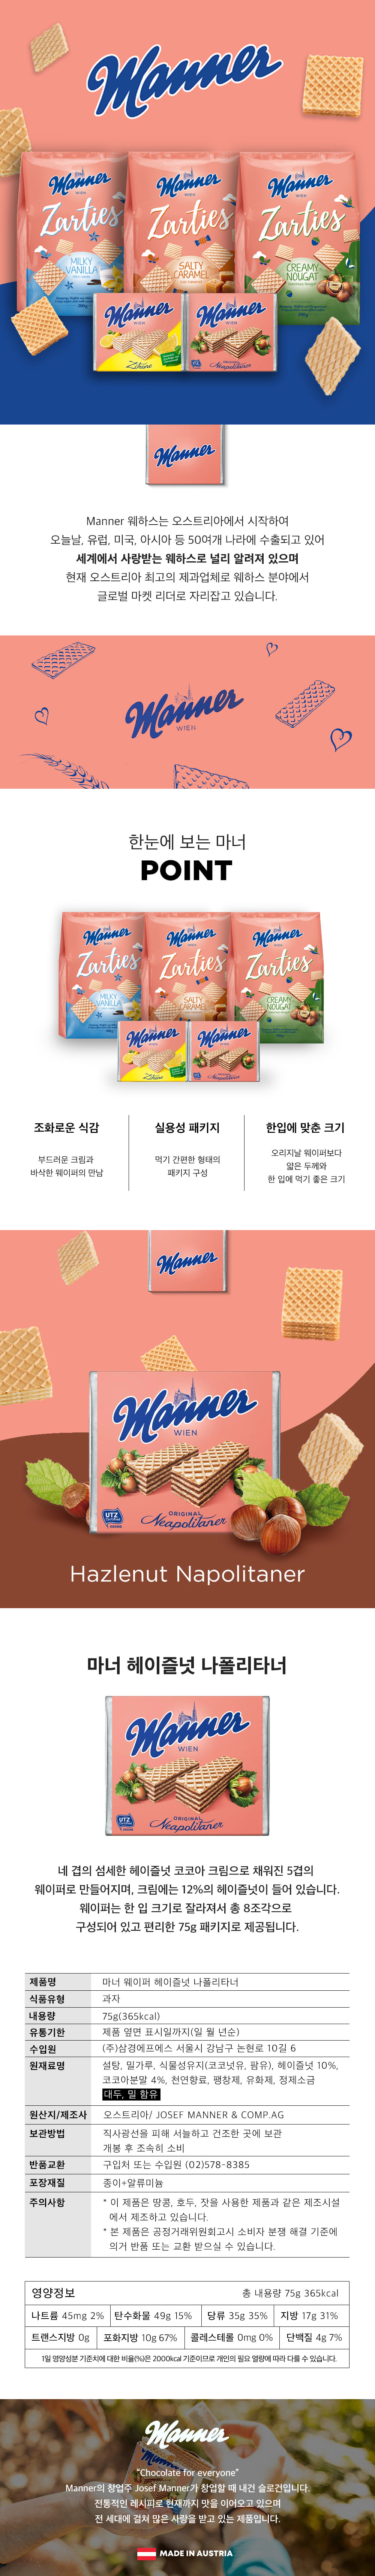 Manner
Manner
WIEN
Zarties
MILKY
VANILLA
Manner
WIEN
Zarties
SALTY
CARAMEL
Manner
WIEN
Zarties
CREAMY
NOUGAT
Manner
WIEN
Zitrone
Manner
WIEN
ORIGINAL
Neapolitaner
Manner
Manner 웨하스는 오스트리아에서 시작하여
오늘날, 유럽, 미국, 아시아 등 50여개 나라에 수출되고 있어
세계에서 사랑받는 웨하스로 널리 알려져 있으며
현재 오스트리아 최고의 제과업체로 웨하스 분야에서
글로벌 마켓 리더로 자리잡고 있습니다.
Manner
WIEN
한눈에 보는 마너
POINT
Manner
Zarties
MILKY
VANILLA
Manner
Zarties
SALTY
CARAMEL
Manner
Zarties
CREAMY
NOUGAT
Manner
Zitrone
Manner
Neapolitaner
조화로운 식감
부드러운 크림과
바삭한 웨이퍼의 만남
실용성 패키지
먹기 간편한 형태의
패키지 구성
한입에 맞춘 크기
오리지날 웨이퍼보다
얇은 두께와
한 입에 먹기 좋은 크기
Manner
Manner
WIEN
UTZ
ORIGINAL
Neapolitaner
Hazlenut Napolitaner
마너 헤이즐넛 나폴리타너
Manner
WIEN
UTZ
ORIGINAL
Neapolitaner
네 겹의 섬세한 헤이즐넛 코코아 크림으로 채워진 5겹의
웨이퍼로 만들어지며, 크림에는 12%의 헤이즐넛이 들어 있습니다.
웨이퍼는 한 입 크기로 잘라져서 총 8조각으로
구성되어 있고 편리한 75g 패키지로 제공됩니다.
제품명 마너 웨이퍼 헤이즐넛 나폴리타너
식품유형 과자
내용량 75g(365kcal)
유통기한 제품 옆면 표시일까지(일 월 년순)
수입원 (주)삼경에프에스 서울시 강남구 논현로 10길 6
원재료명 설탕, 밀가루, 식물성유지(코코넛유, 팜유), 헤이즐넛 10%,
코코아분말 4%, 천연향료, 팽창제, 유화제, 정제소금
대두, 밀 함유
원산지/제조사 오스트리아/ JOSEF MANNER & COMP.AG
보관방법 직사광선을 피해 서늘하고 건조한 곳에 보관
개봉 후 조속히 소비
반품교환 구입처 또는 수입원 (02)578-8385
포장재질 종이+알류미늄
주의사항 * 이 제품은 땅콩, 호두, 잣을 사용한 제품과 같은 제조시설
에서 제조하고 있습니다.
* 본 제품은 공정거래위원회고시 소비자 분쟁 해결 기준에
의거 반품 또는 교환 받으실 수 있습니다.
영양정보 총 내용량 75g 365kcal
나트륨 45mg 2% 탄수화물 49g 15% 당류 35g 35% 지방 17g 31%
트랜스지방 0g 포화지방 10g 67% 콜레스테롤 0mg 0% 단백질 4g 7%
1일 영양성분 기준치에 대한 비율(%)은 2000kcal 기준이므로 개인의 필요 열량에 따라 다를 수 있습니다.
Manner
"Chocolate for everyone"
Manner의 창업주 Josef Manner가 창업할 때 내건 슬로건입니다.
전통적인 레시피로 현재까지 맛을 이어오고 있으며
전 세대에 걸쳐 많은 사랑을 받고 있는 제품입니다.
MADE IN AUSTRIA